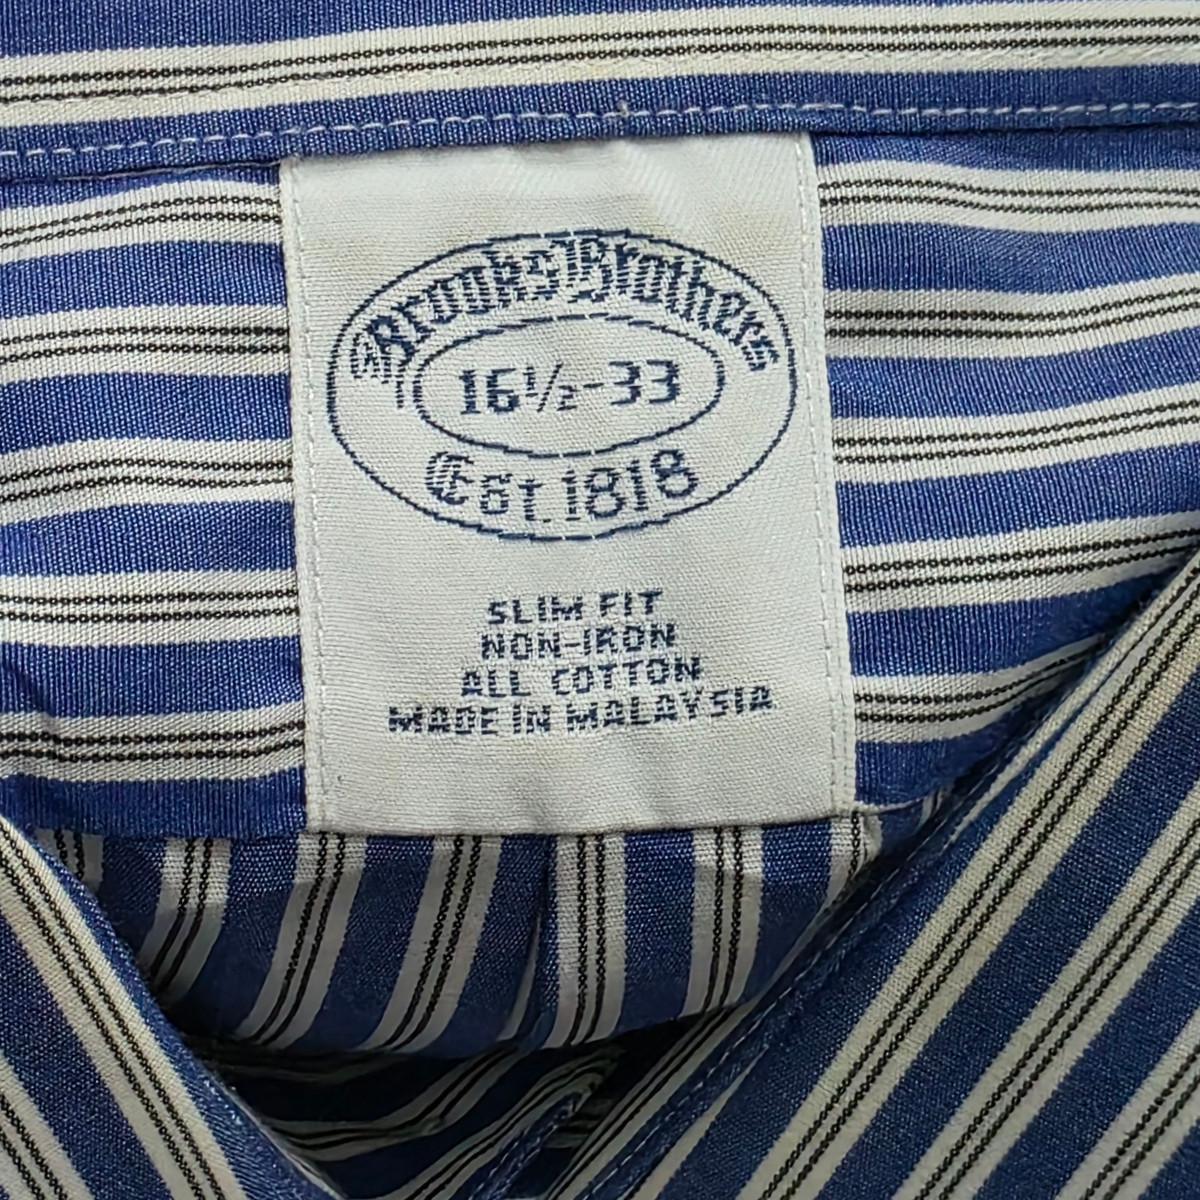 Brooks Brothers
16½-33
Est. 1818
SLIM FIT
NON-IRON
ALL COTTON
MADE IN MALAYSIA